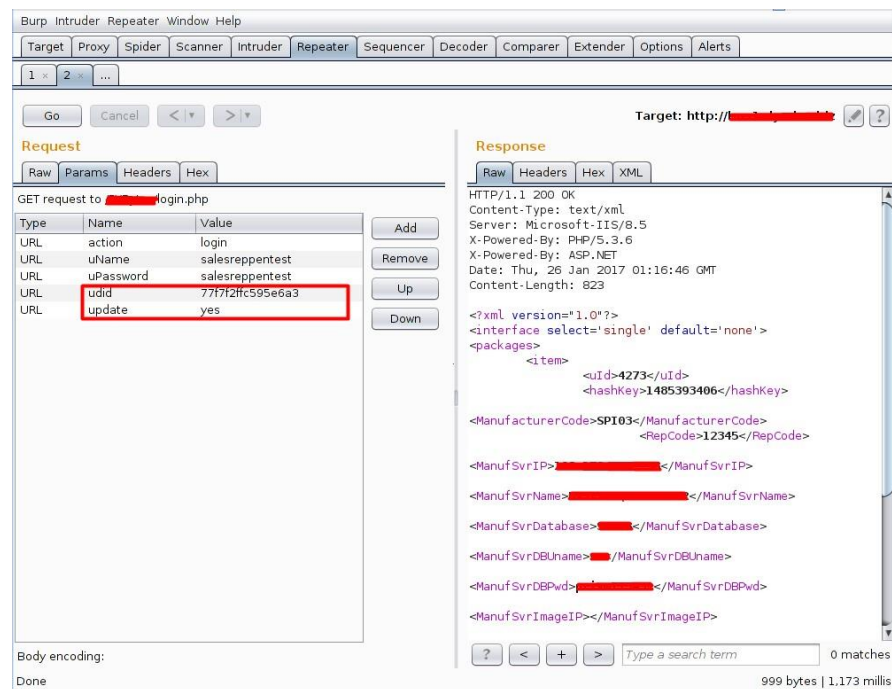 Burp Intruder Repeater Window Help
Target Proxy Spider Scanner Intruder Repeater Sequencer Decoder Comparer Extender Options Alerts
1 × 2 × ...
Go Cancel < | ▾ > | ▾ Target: http:// ?
Request
Raw Params Headers Hex
GET request to login.php
Type Name Value
URL action login
URL uName salesreppentest
URL uPassword salesreppentest
URL udid 77f7f2ffc595e6a3
URL update yes
Add
Remove
Up
Down
Body encoding:
Response
Raw Headers Hex XML
HTTP/1.1 200 OK
Content-Type: text/xml
Server: Microsoft-IIS/8.5
X-Powered-By: PHP/5.3.6
X-Powered-By: ASP.NET
Date: Thu, 26 Jan 2017 01:16:46 GMT
Content-Length: 823
<?xml version="1.0"?>
<interface select='single' default='none'>
<packages>
<item>
<uId>4273</uId>
<hashKey>1485393406</hashKey>
<ManufacturerCode>SPI03</ManufacturerCode>
<RepCode>12345</RepCode>
<ManufSvrIP></ManufSvrIP>
<ManufSvrName></ManufSvrName>
<ManufSvrDatabase></ManufSvrDatabase>
<ManufSvrDBUname></ManufSvrDBUname>
<ManufSvrDBPwd></ManufSvrDBPwd>
<ManufSvrImageIP></ManufSvrImageIP>
? < + > Type a search term 0 matches
Done 999 bytes | 1,173 millis